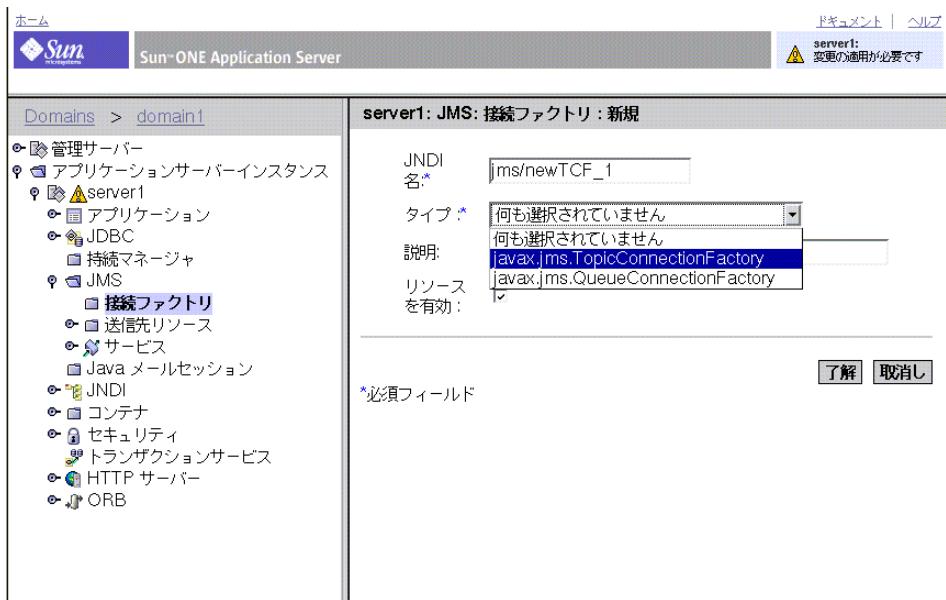 ホーム
ドキュメント | ヘルプ
Sun
microsystems
Sun™ ONE Application Server
server1:
変更の適用が必要です
Domains > domain1
server1: JMS: 接続ファクトリ : 新規
管理サーバー
アプリケーションサーバーインスタンス
server1
アプリケーション
JDBC
持続マネージャ
JMS
接続ファクトリ
送信先リソース
サービス
Java メールセッション
JNDI
コンテナ
セキュリティ
トランザクションサービス
HTTP サーバー
ORB
JNDI
名:*
jms/newTCF_1
タイプ :*
何も選択されていません
何も選択されていません
javax.jms.TopicConnectionFactory
javax.jms.QueueConnectionFactory
説明:
リソース
を有効 :
了解 取消し
*必須フィールド